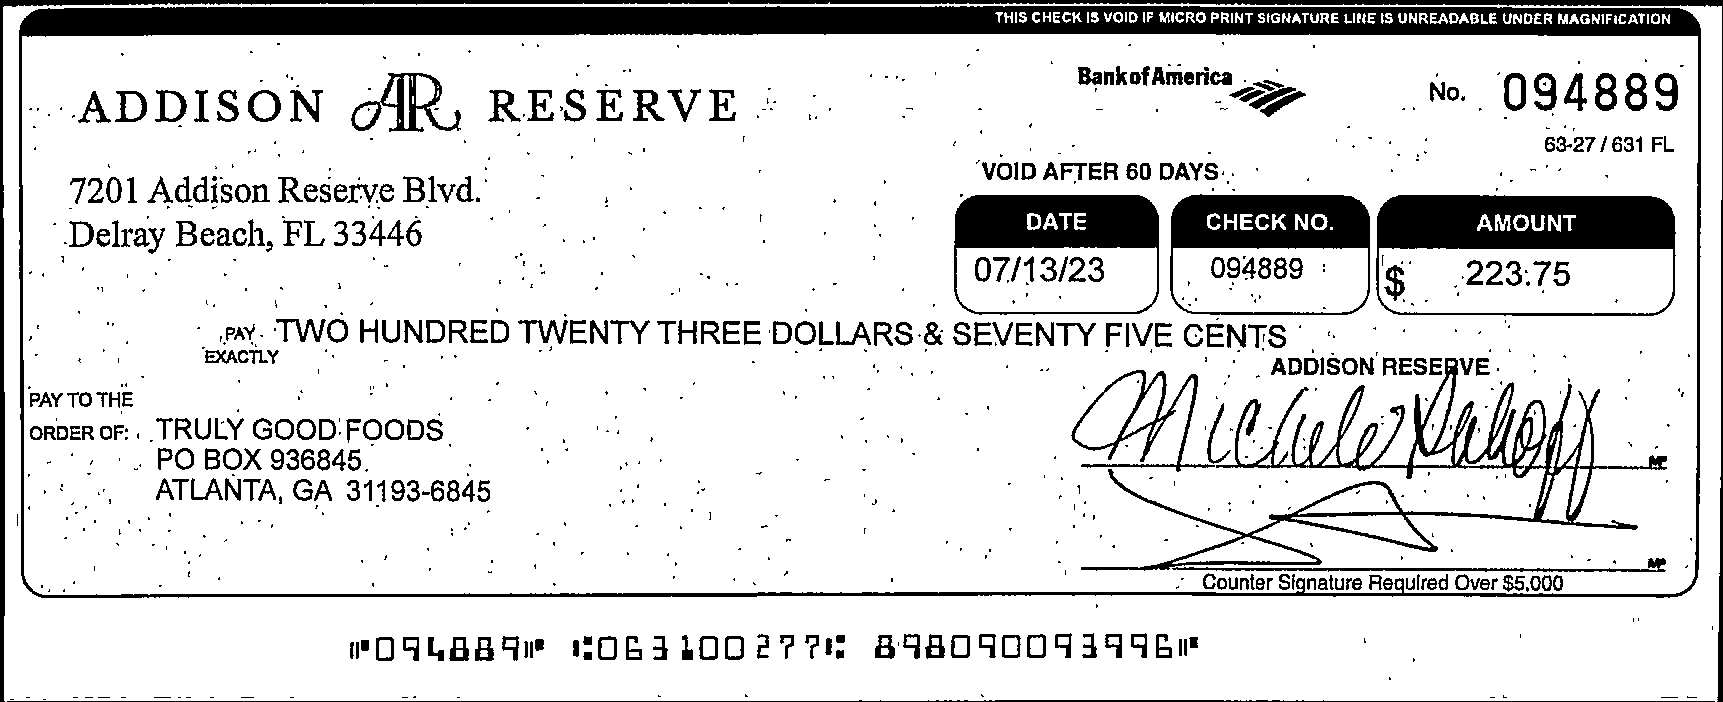 THIS CHECK IS VOID IF MICRO PRINT SIGNATURE LINE IS UNREADABLE UNDER MAGNIFICATION
ADDISON AR RESERVE
Bank of America
No. 094889
63-27 / 631 FL
7201 Addison Reserve Blvd.
Delray Beach, FL 33446
VOID AFTER 60 DAYS
DATE CHECK NO. AMOUNT
07/13/23 094889 $ 223.75
PAY EXACTLY TWO HUNDRED TWENTY THREE DOLLARS & SEVENTY FIVE CENTS
ADDISON RESERVE
PAY TO THE
ORDER OF: TRULY GOOD FOODS
PO BOX 936845
ATLANTA, GA 31193-6845
MP
MP
Counter Signature Required Over $5,000
⑈094889⑈ ⑆063100277⑆ 898090093996⑈